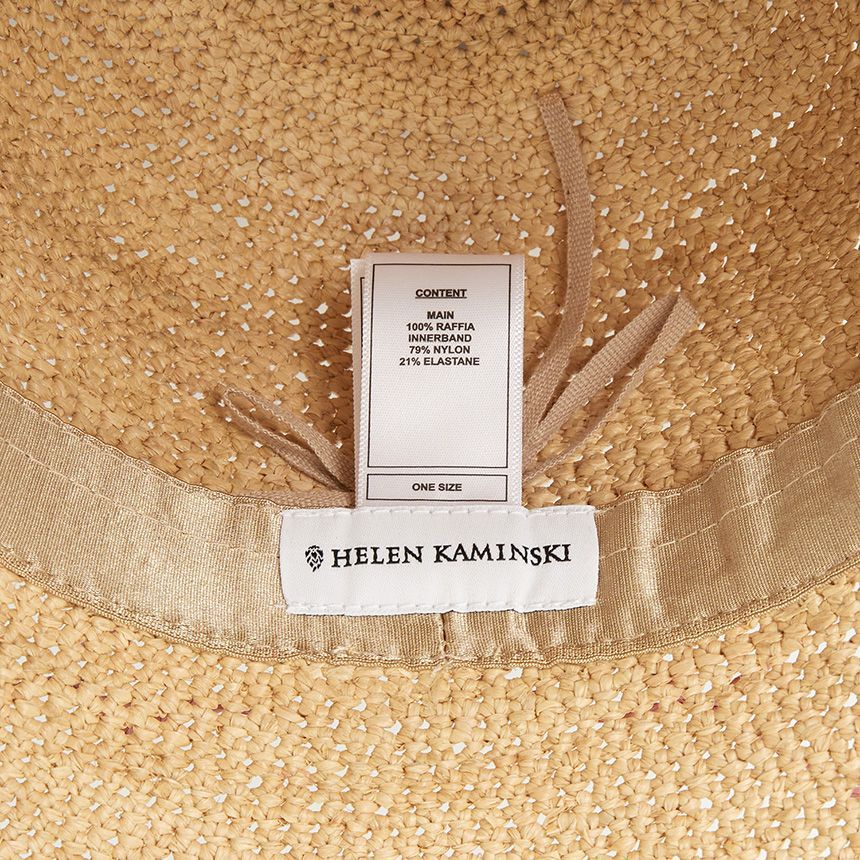 CONTENT
MAIN
100% RAFFIA
INNERBAND
79% NYLON
21% ELASTANE
ONE SIZE
HELEN KAMINSKI